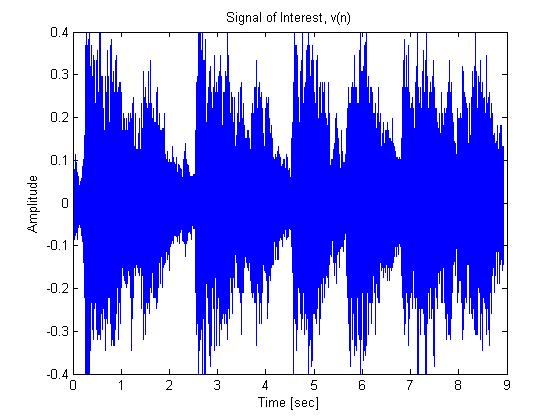 Signal of Interest, v(n)
0.4
0.3
0.2
0.1
0
-0.1
-0.2
-0.3
-0.4
Amplitude
0 1 2 3 4 5 6 7 8 9
Time [sec]